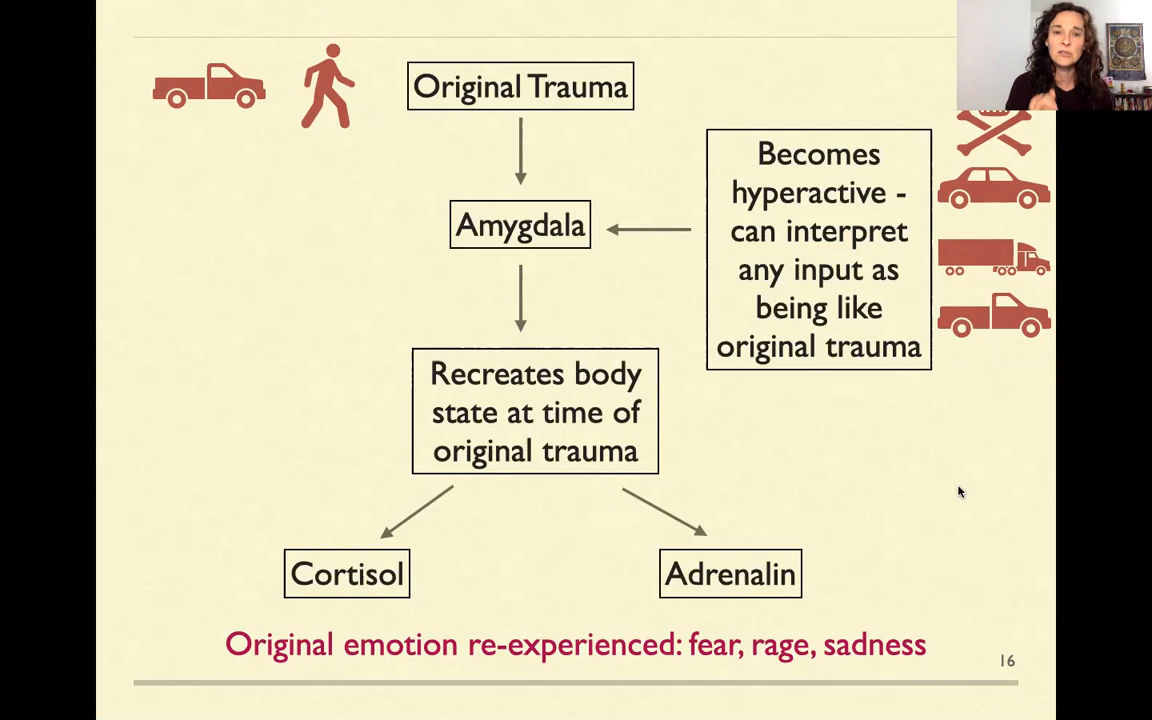 Original Trauma
Amygdala
Becomes
hyperactive -
can interpret
any input as
being like
original trauma
Recreates body
state at time of
original trauma
Cortisol
Adrenalin
Original emotion re-experienced: fear, rage, sadness
16